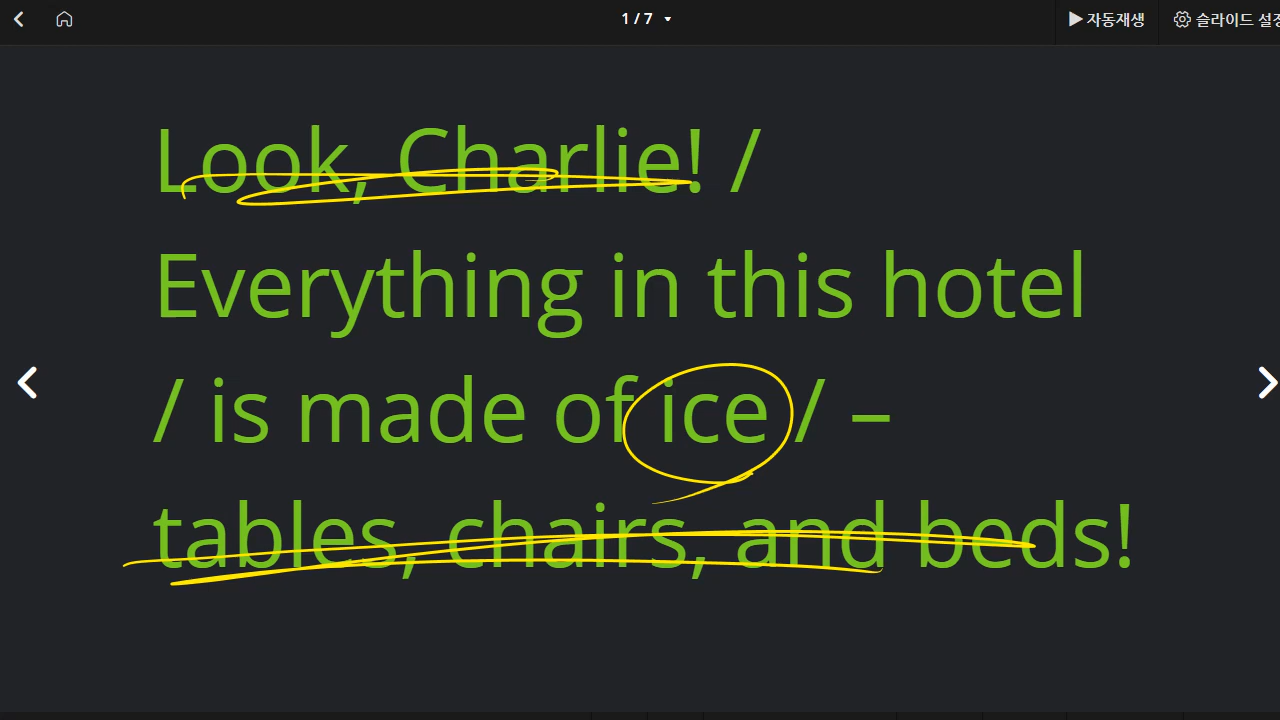 1 / 7
자동재생
슬라이드 설정
Look, Charlie! /
Everything in this hotel
/ is made of ice / –
tables, chairs, and beds!